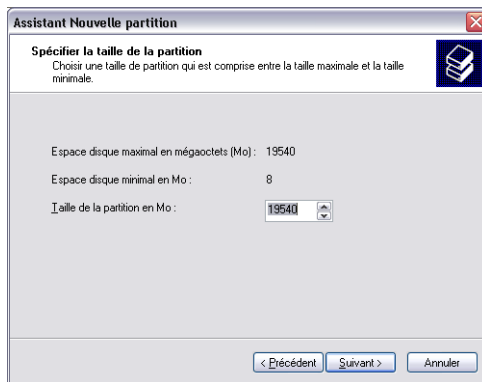 Assistant Nouvelle partition
Spécifier la taille de la partition
Choisir une taille de partition qui est comprise entre la taille maximale et la taille
minimale.
Espace disque maximal en mégaoctets (Mo) : 19540
Espace disque minimal en Mo : 8
Taille de la partition en Mo : 19540
< Précédent Suivant > Annuler